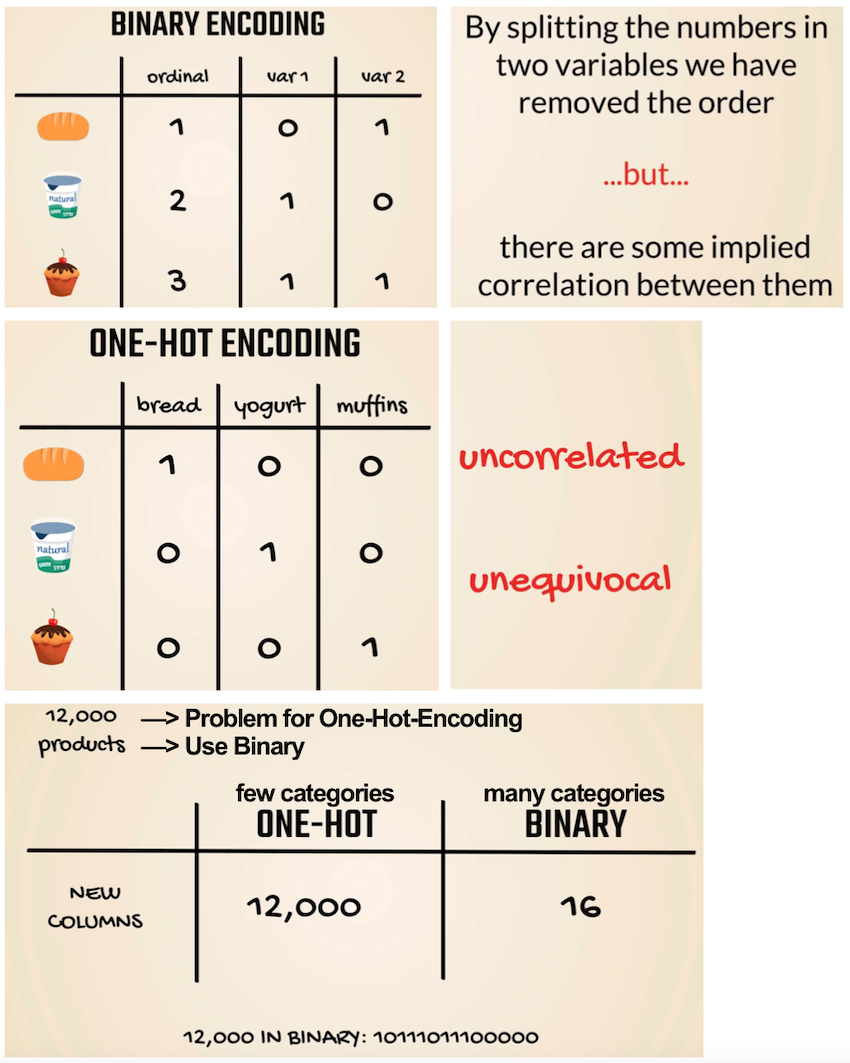 BINARY ENCODING
ordinal var 1 var 2
1 0 1
natural
2 1 0
3 1 1
By splitting the numbers in
two variables we have
removed the order
...but...
there are some implied
correlation between them
ONE-HOT ENCODING
bread yogurt muffins
1 0 0
natural
0 1 0
0 0 1
uncorrelated
unequivocal
12,000 —> Problem for One-Hot-Encoding
products —> Use Binary
few categories many categories
ONE-HOT BINARY
NEW
COLUMNS
12,000 16
12,000 IN BINARY: 10111011100000